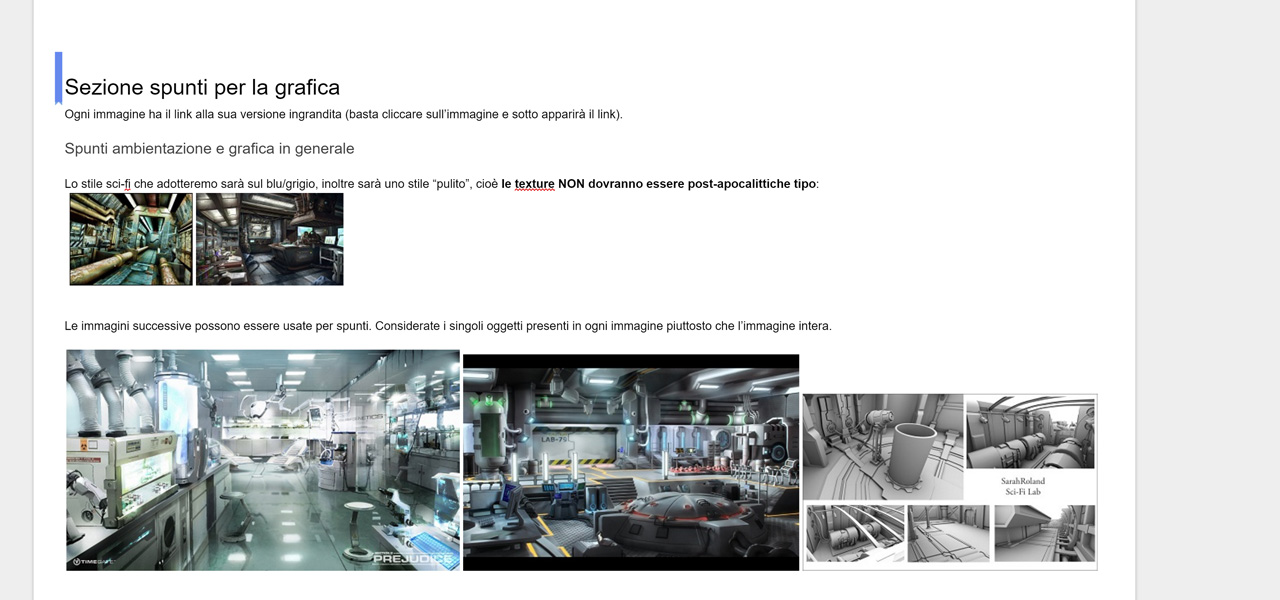 Sezione spunti per la grafica
Ogni immagine ha il link alla sua versione ingrandita (basta cliccare sull'immagine e sotto apparirà il link).
Spunti ambientazione e grafica in generale
Lo stile sci-fi che adotteremo sarà sul blu/grigio, inoltre sarà uno stile “pulito”, cioè le texture NON dovranno essere post-apocalittiche tipo:
Le immagini successive possono essere usate per spunti. Considerate i singoli oggetti presenti in ogni immagine piuttosto che l'immagine intera.
LAB-79
SarahRoland
Sci-Fi Lab
PREJUDICE